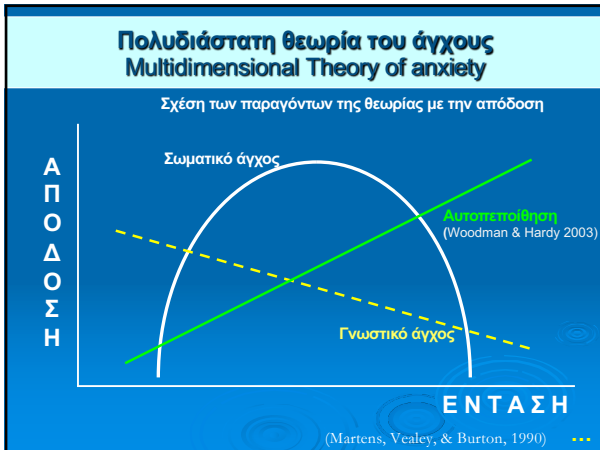 Πολυδιάστατη θεωρία του άγχους
Multidimensional Theory of anxiety
Σχέση των παραγόντων της θεωρίας με την απόδοση
Σωματικό άγχος
ΑΠΟΔΟΣΗ
Αυτοπεποίθηση
(Woodman & Hardy 2003)
Γνωστικό άγχος
ΕΝΤΑΣΗ
(Martens, Vealey, & Burton, 1990) ...